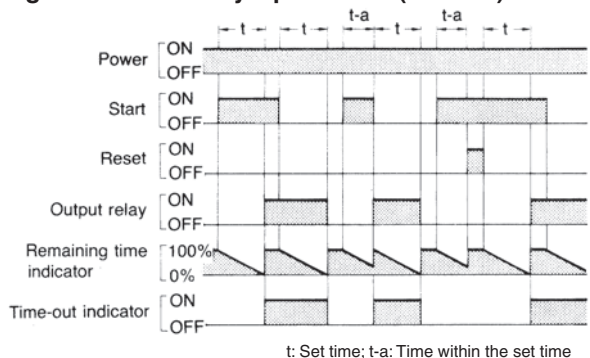 t t t-a t t-a t
Power ON
OFF
Start ON
OFF
Reset ON
OFF
Output relay ON
OFF
Remaining time indicator 100%
0%
Time-out indicator ON
OFF
t: Set time; t-a: Time within the set time